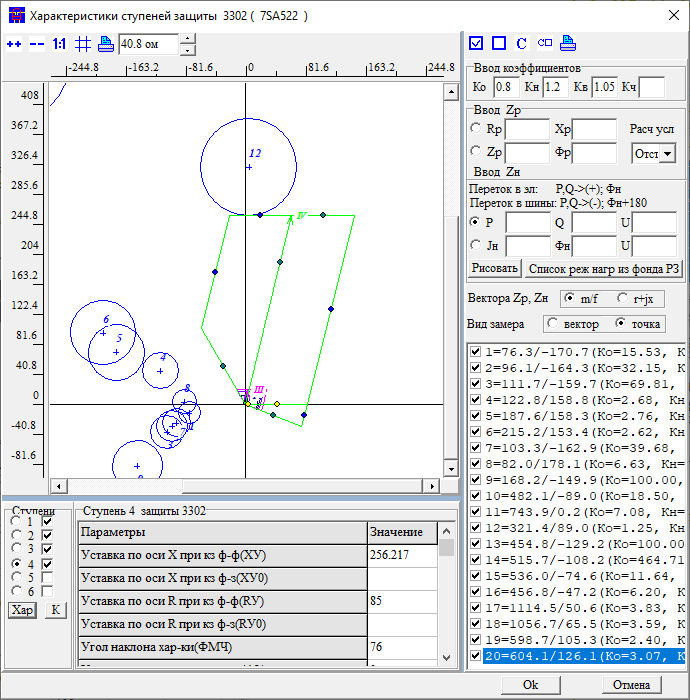 Характеристики ступеней защиты 3302 ( 7SA522 )
1:1
40.8 ом
C
-244.8 -163.2 -81.6 0 81.6 163.2 244.8
408
367.2
326.4
285.6
244.8
204
163.2
122.4
81.6
40.8
0
-40.8
-81.6
12
IV
6
5
4
8
III
Ввод коэффициентов
Ко 0.8 Кн 1.2 Кв 1.05 Кч
Ввод Zр
Rр Xр Расч усл
Zр Фр Отст
Ввод Zн
Переток в зл: P,Q->(+); Фн
Переток в шины: P,Q->(-); Фн+180
P Q U
Jн Фн U
Рисовать Список реж нагр из фонда РЗ
Вектора Zр, Zн m/f r+jx
Вид замера вектор точка
1=76.3/-170.7(Ко=15.53, К
2=96.1/-164.3(Ко=32.15, К
3=111.7/-159.7(Ко=69.81,
4=122.8/158.8(Ко=2.68, Кн
5=187.6/158.3(Ко=2.76, Кн
6=215.2/153.4(Ко=2.62, Кн
7=103.3/-162.9(Ко=39.68,
8=82.0/178.1(Ко=6.63, Кн=
9=168.2/-149.9(Ко=100.00,
10=482.1/-89.0(Ко=18.50,
11=743.9/0.2(Ко=7.08, Кн=
12=321.4/89.0(Ко=1.25, Кн
13=454.8/-129.2(Ко=100.00
14=515.7/-108.2(Ко=464.71
15=536.0/-74.6(Ко=11.64,
16=456.8/-47.2(Ко=6.20, К
17=1114.5/50.6(Ко=3.83, К
18=1056.7/65.5(Ко=3.59, К
19=598.7/105.3(Ко=2.40, К
20=604.1/126.1(Ко=3.07, К
Ступени
1
2
3
4
5
6
Хар К
Ступень 4 защиты 3302
Параметры Значение
Уставка по оси X при кз ф-ф(ХУ) 256.217
Уставка по оси X при кз ф-з(ХУ0)
Уставка по оси R при кз ф-ф(RУ) 85
Уставка по оси R при кз ф-з(RУ0)
Угол наклона хар-ки(ФМЧ) 76
Ok Отмена